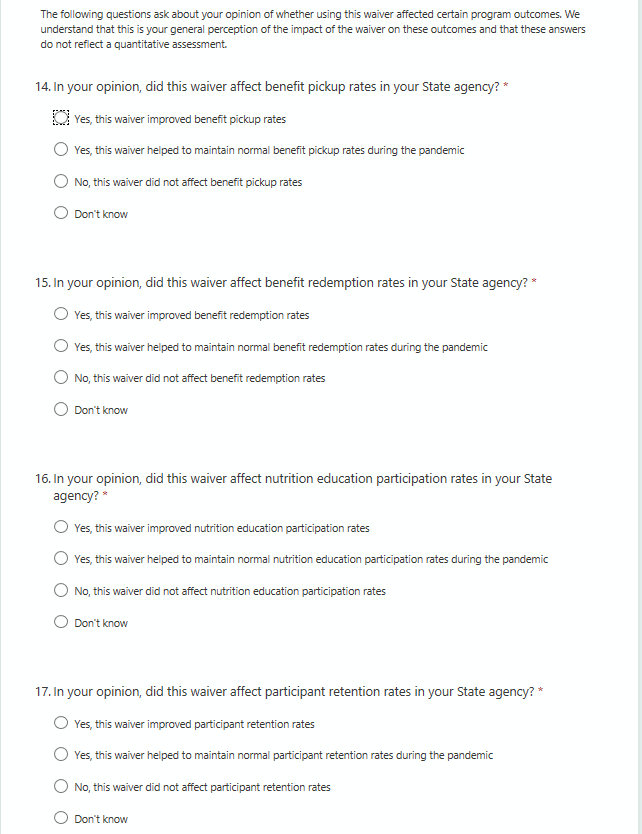 The following questions ask about your opinion of whether using this waiver affected certain program outcomes. We
understand that this is your general perception of the impact of the waiver on these outcomes and that these answers
do not reflect a quantitative assessment.
14. In your opinion, did this waiver affect benefit pickup rates in your State agency? *
Yes, this waiver improved benefit pickup rates
Yes, this waiver helped to maintain normal benefit pickup rates during the pandemic
No, this waiver did not affect benefit pickup rates
Don't know
15. In your opinion, did this waiver affect benefit redemption rates in your State agency? *
Yes, this waiver improved benefit redemption rates
Yes, this waiver helped to maintain normal benefit redemption rates during the pandemic
No, this waiver did not affect benefit redemption rates
Don't know
16. In your opinion, did this waiver affect nutrition education participation rates in your State
agency? *
Yes, this waiver improved nutrition education participation rates
Yes, this waiver helped to maintain normal nutrition education participation rates during the pandemic
No, this waiver did not affect nutrition education participation rates
Don't know
17. In your opinion, did this waiver affect participant retention rates in your State agency? *
Yes, this waiver improved participant retention rates
Yes, this waiver helped to maintain normal participant retention rates during the pandemic
No, this waiver did not affect participant retention rates
Don't know